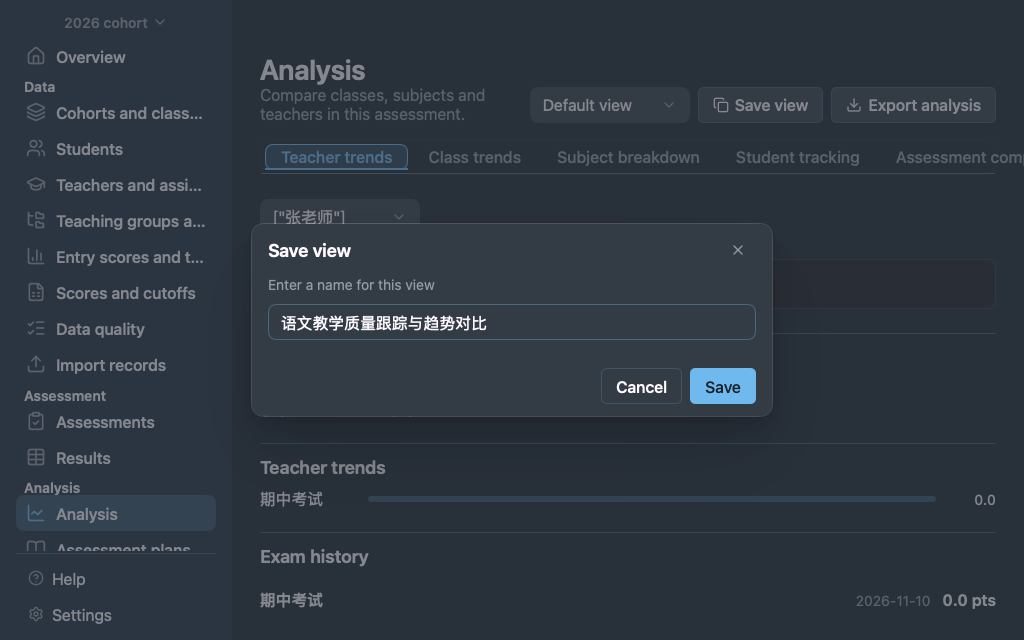 2026 cohort
Overview
Data
Cohorts and class...
Students
Teachers and assi...
Teaching groups a...
Entry scores and t...
Scores and cutoffs
Data quality
Import records
Assessment
Assessments
Results
Analysis
Analysis
Assessment plans
Help
Settings
Analysis
Compare classes, subjects and
teachers in this assessment.
Default view
Save view
Export analysis
Teacher trends
Class trends
Subject breakdown
Student tracking
Assessment com
["张老师"]
Save view
Enter a name for this view
语文教学质量跟踪与趋势对比
Cancel
Save
Teacher trends
期中考试
0.0
Exam history
期中考试
2026-11-10
0.0 pts